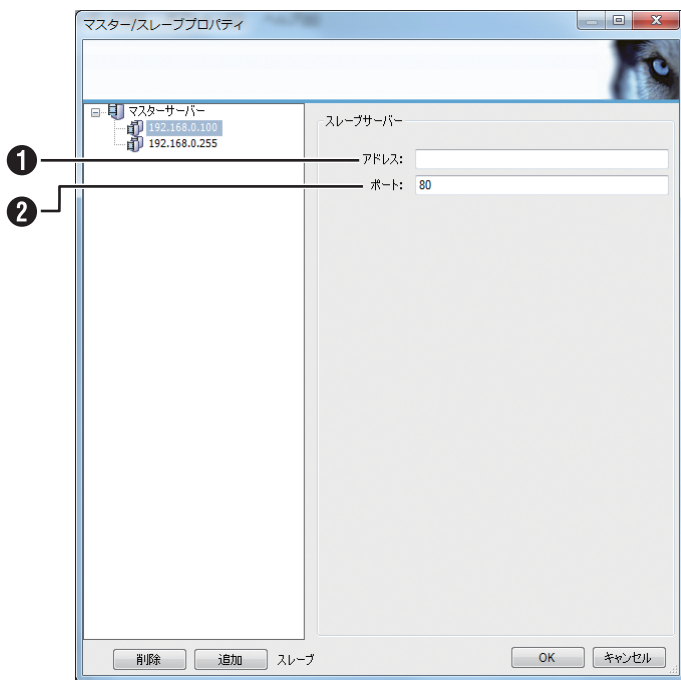 マスター/スレーブプロパティ
マスターサーバー
192.168.0.100
192.168.0.255
スレーブサーバー
❶ アドレス:
❷ ポート: 80
削除 追加 スレーブ OK キャンセル